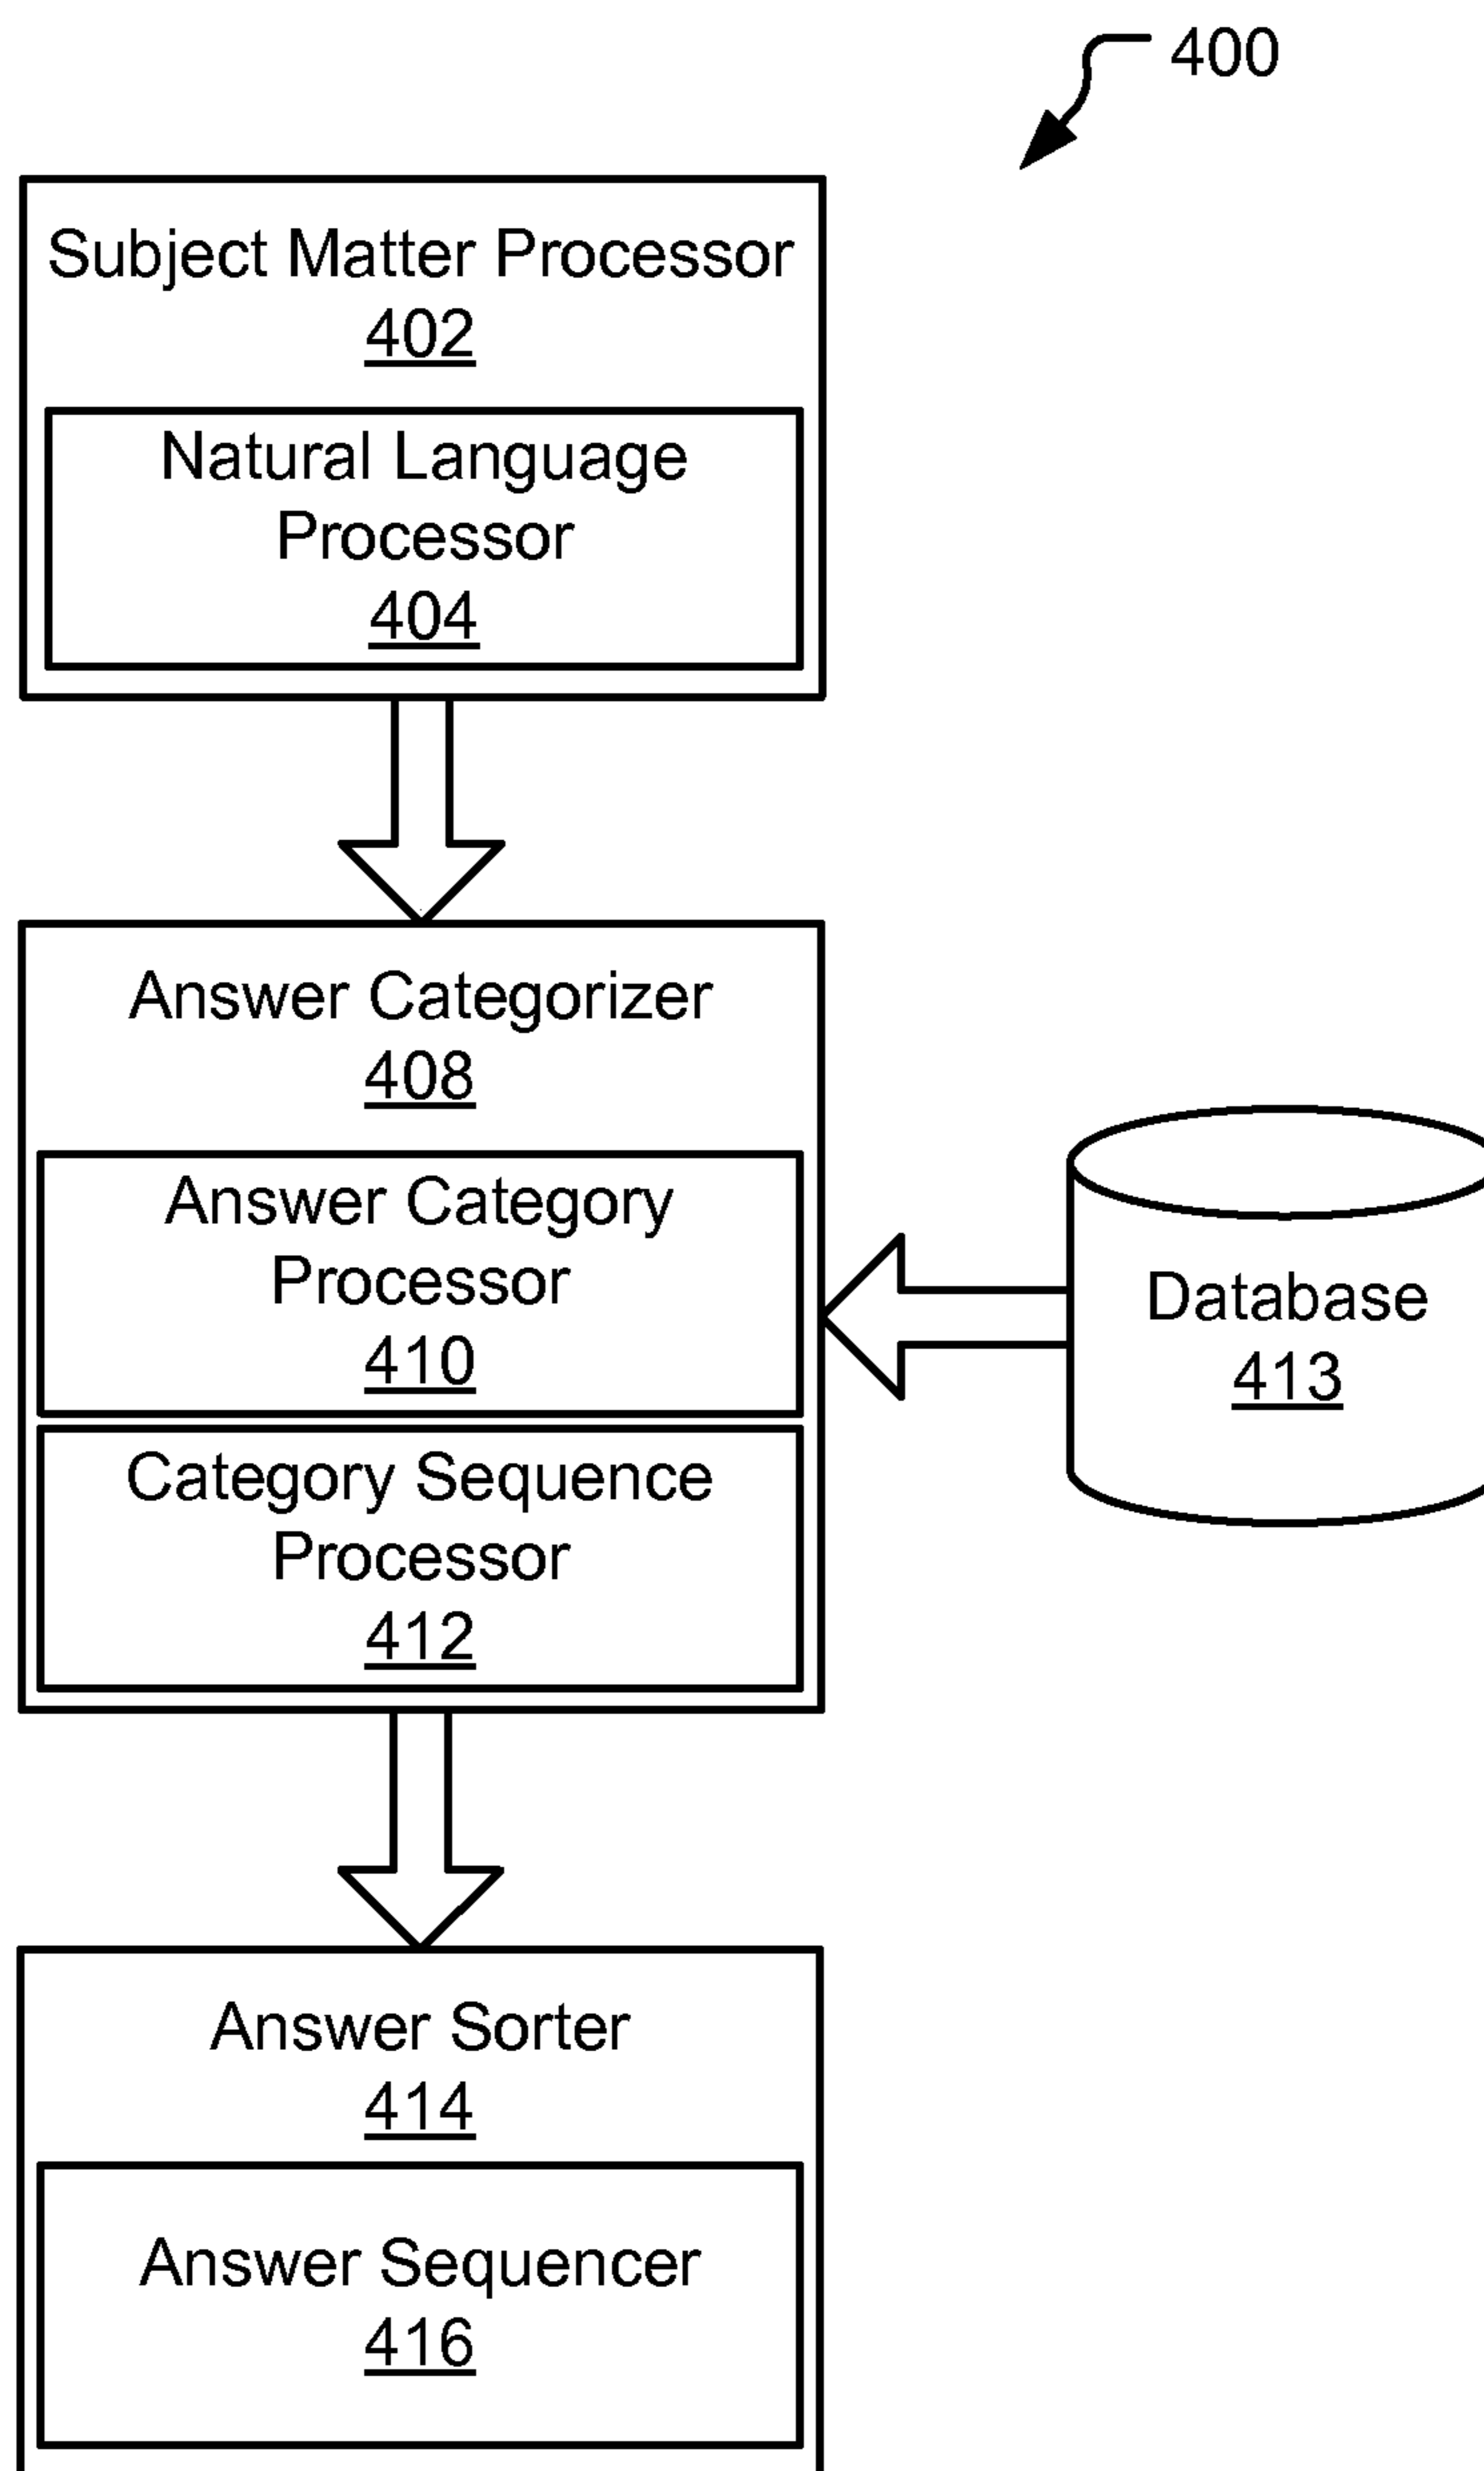 400
Subject Matter Processor
402
Natural Language
Processor
404
Answer Categorizer
408
Answer Category
Processor
410
Category Sequence
Processor
412
Database
413
Answer Sorter
414
Answer Sequencer
416